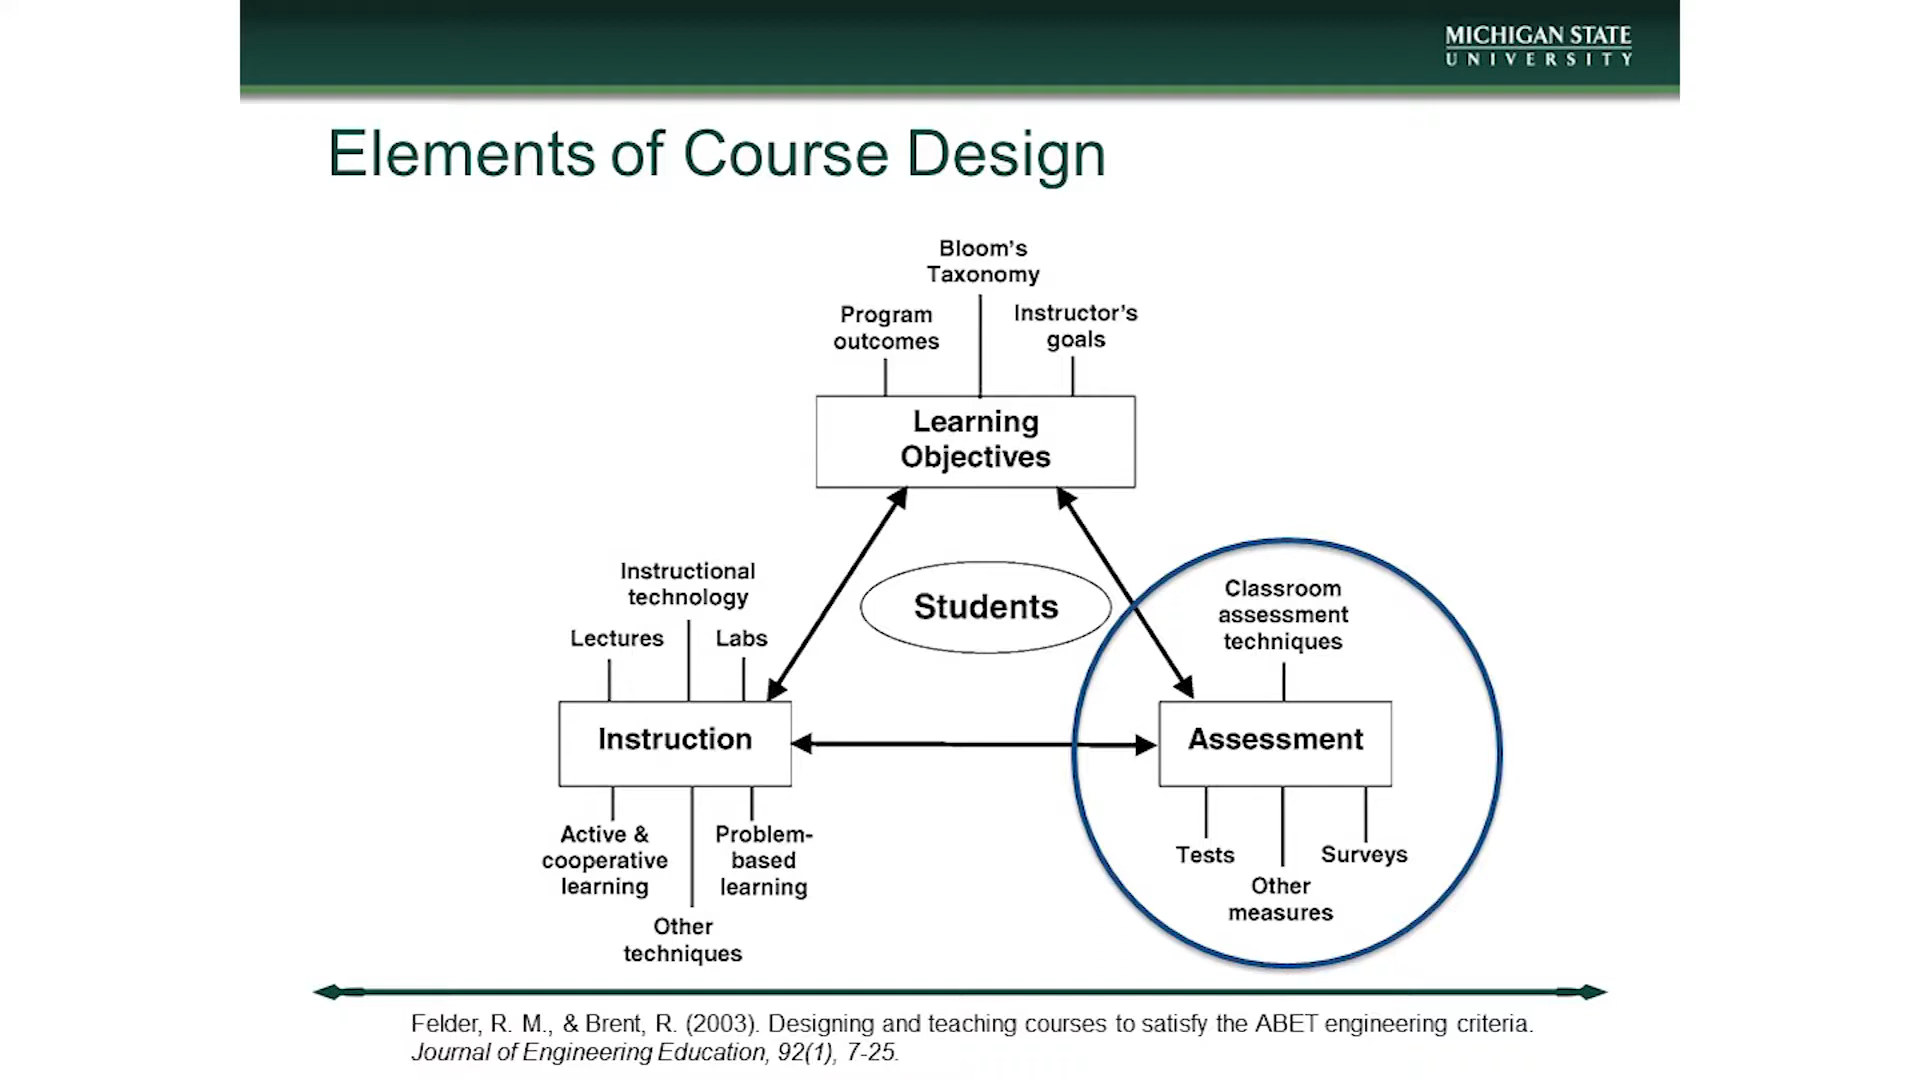 MICHIGAN STATE
UNIVERSITY
Elements of Course Design
Bloom's
Taxonomy
Program
outcomes
Instructor's
goals
Learning
Objectives
Students
Instructional
technology
Lectures
Labs
Instruction
Active &
cooperative
learning
Problem-
based
learning
Other
techniques
Classroom
assessment
techniques
Assessment
Tests
Surveys
Other
measures
Felder, R. M., & Brent, R. (2003). Designing and teaching courses to satisfy the ABET engineering criteria.
Journal of Engineering Education, 92(1), 7-25.